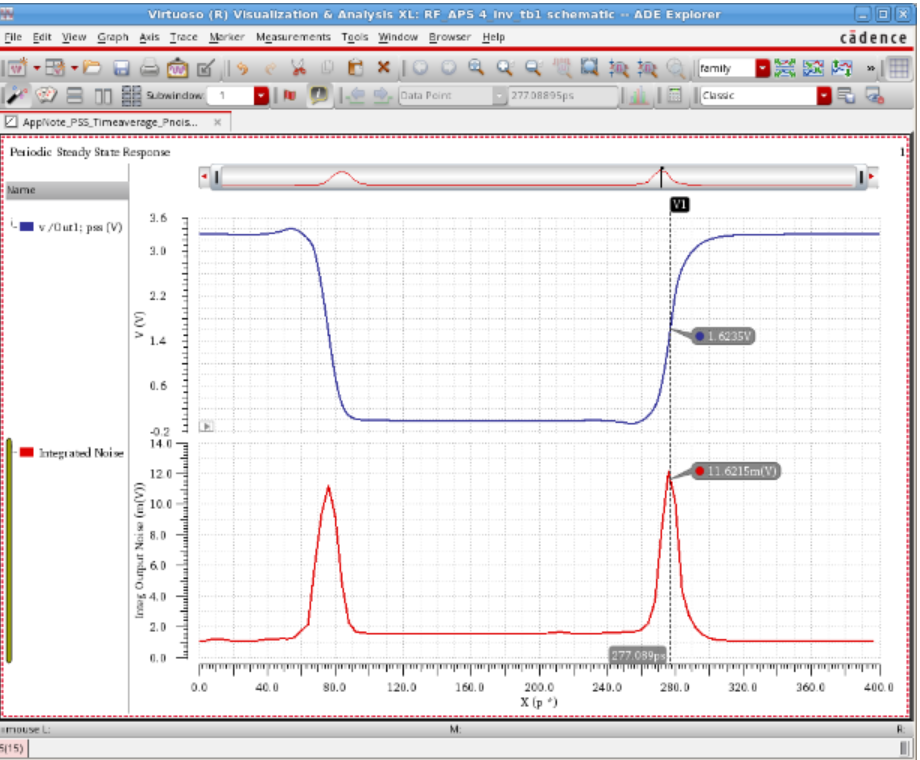 Virtuoso (R) Visualization & Analysis XL: RF_APS 4_inv_tb1 schematic -- ADE Explorer
File Edit View Graph Axis Trace Marker Measurements Tools Window Browser Help
cādence
family
Subwindow: 1
Data Point
277.08895ps
Classic
AppNote_PSS_Timeaverage_Pnois...
Periodic Steady State Response
1
Name
v /Out1; pss (V)
V1
3.6
3.0
2.2
1.4
0.6
-0.2
V (V)
1.6235V
Integrated Noise
14.0
12.0
10.0
8.0
6.0
4.0
2.0
0.0
Integ Output Noise (m(V))
11.6215m(V)
277.089ps
0.0 40.0 80.0 120.0 160.0 200.0 240.0 280.0 320.0 360.0 400.0
X (p *)
mouse L:
M:
R:
5(15)